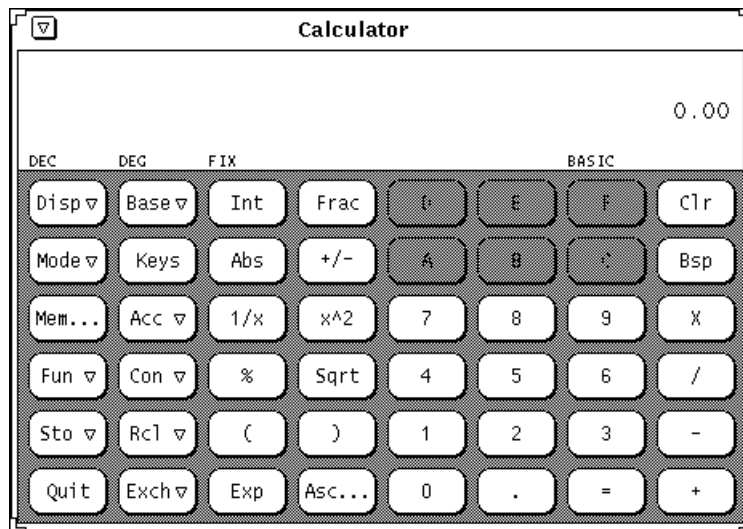 Calculator
0.00
DEC DEG FIX BASIC
Disp Base Int Frac D E F Clr
Mode Keys Abs +/- A B C Bsp
Mem... Acc 1/x x^2 7 8 9 X
Fun Con % Sqrt 4 5 6 /
Sto Rcl ( ) 1 2 3 -
Quit Exch Exp Asc... 0 . = +